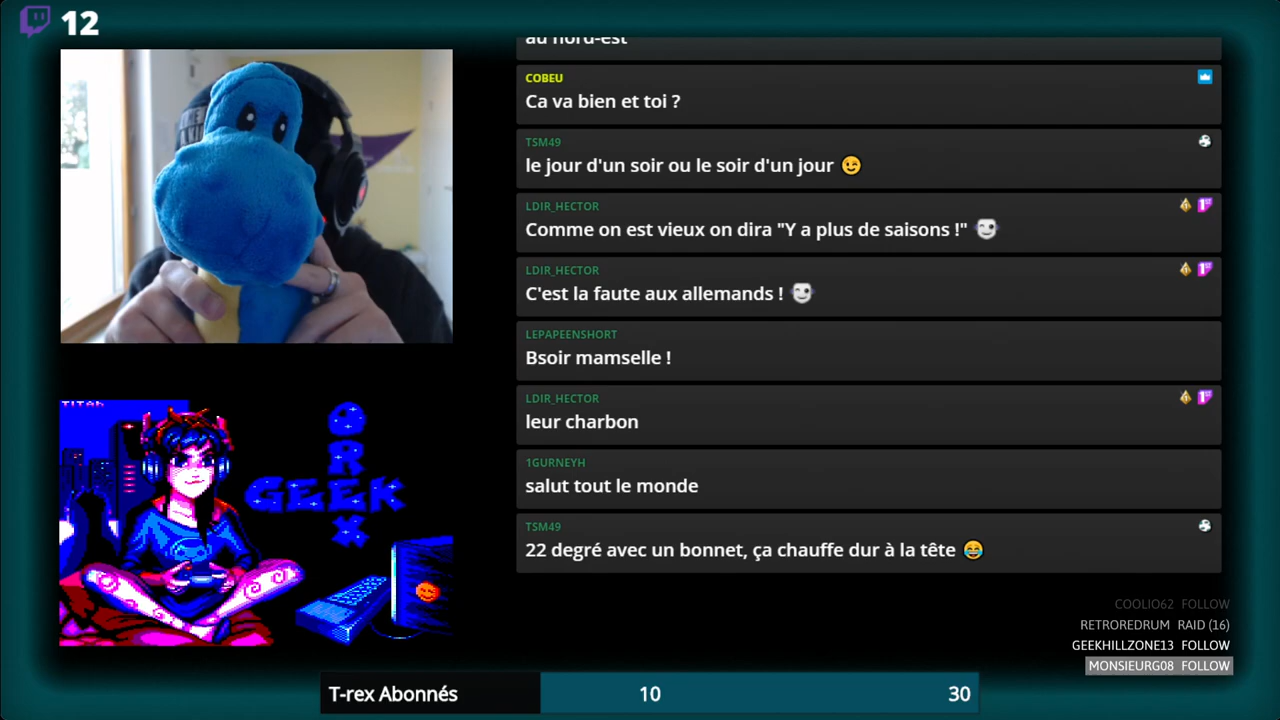 12
au nord-est
COBEU
Ca va bien et toi ?
TSM49
le jour d'un soir ou le soir d'un jour 😉
LDIR_HECTOR
Comme on est vieux on dira "Y a plus de saisons !"
LDIR_HECTOR
C'est la faute aux allemands !
LEPAPEENSHORT
Bsoir mamselle !
LDIR_HECTOR
leur charbon
1GURNEYH
salut tout le monde
TSM49
22 degré avec un bonnet, ça chauffe dur à la tête 😂
TITAN
OREX
GEEK
COOLIO62 FOLLOW
RETROREDRUM RAID (16)
GEEKHILLZONE13 FOLLOW
MONSIEURG08 FOLLOW
T-rex Abonnés 10 30